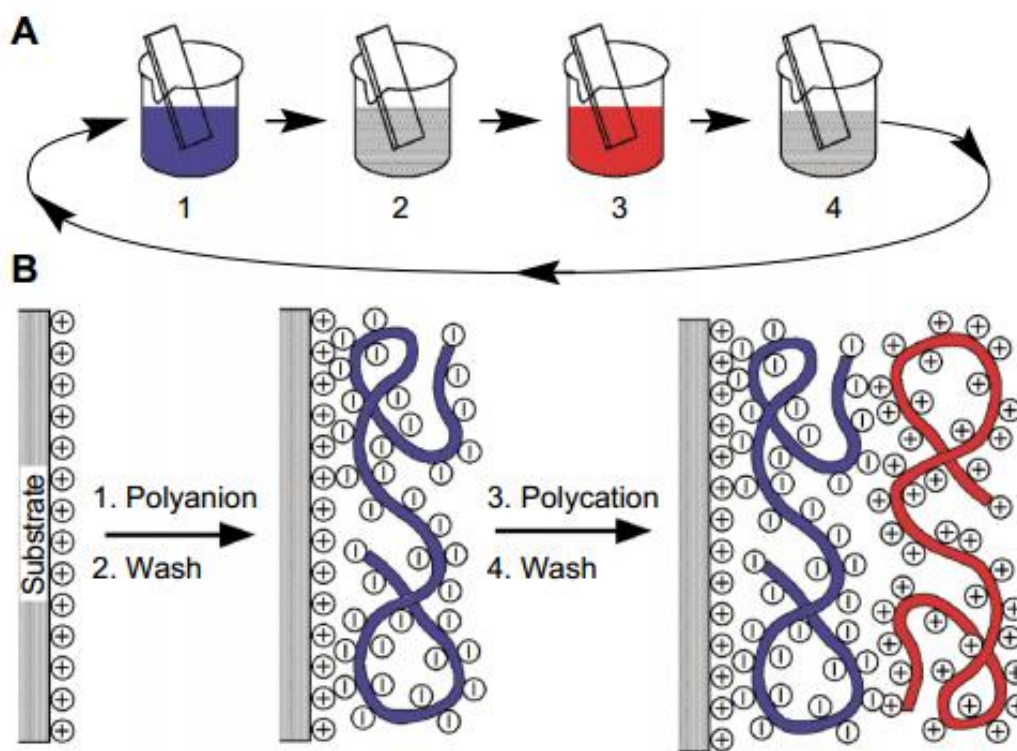 A
1 2 3 4
B
Substrate
1. Polyanion
2. Wash
3. Polycation
4. Wash